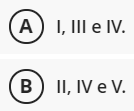 A I, III e IV.
B II, IV e V.